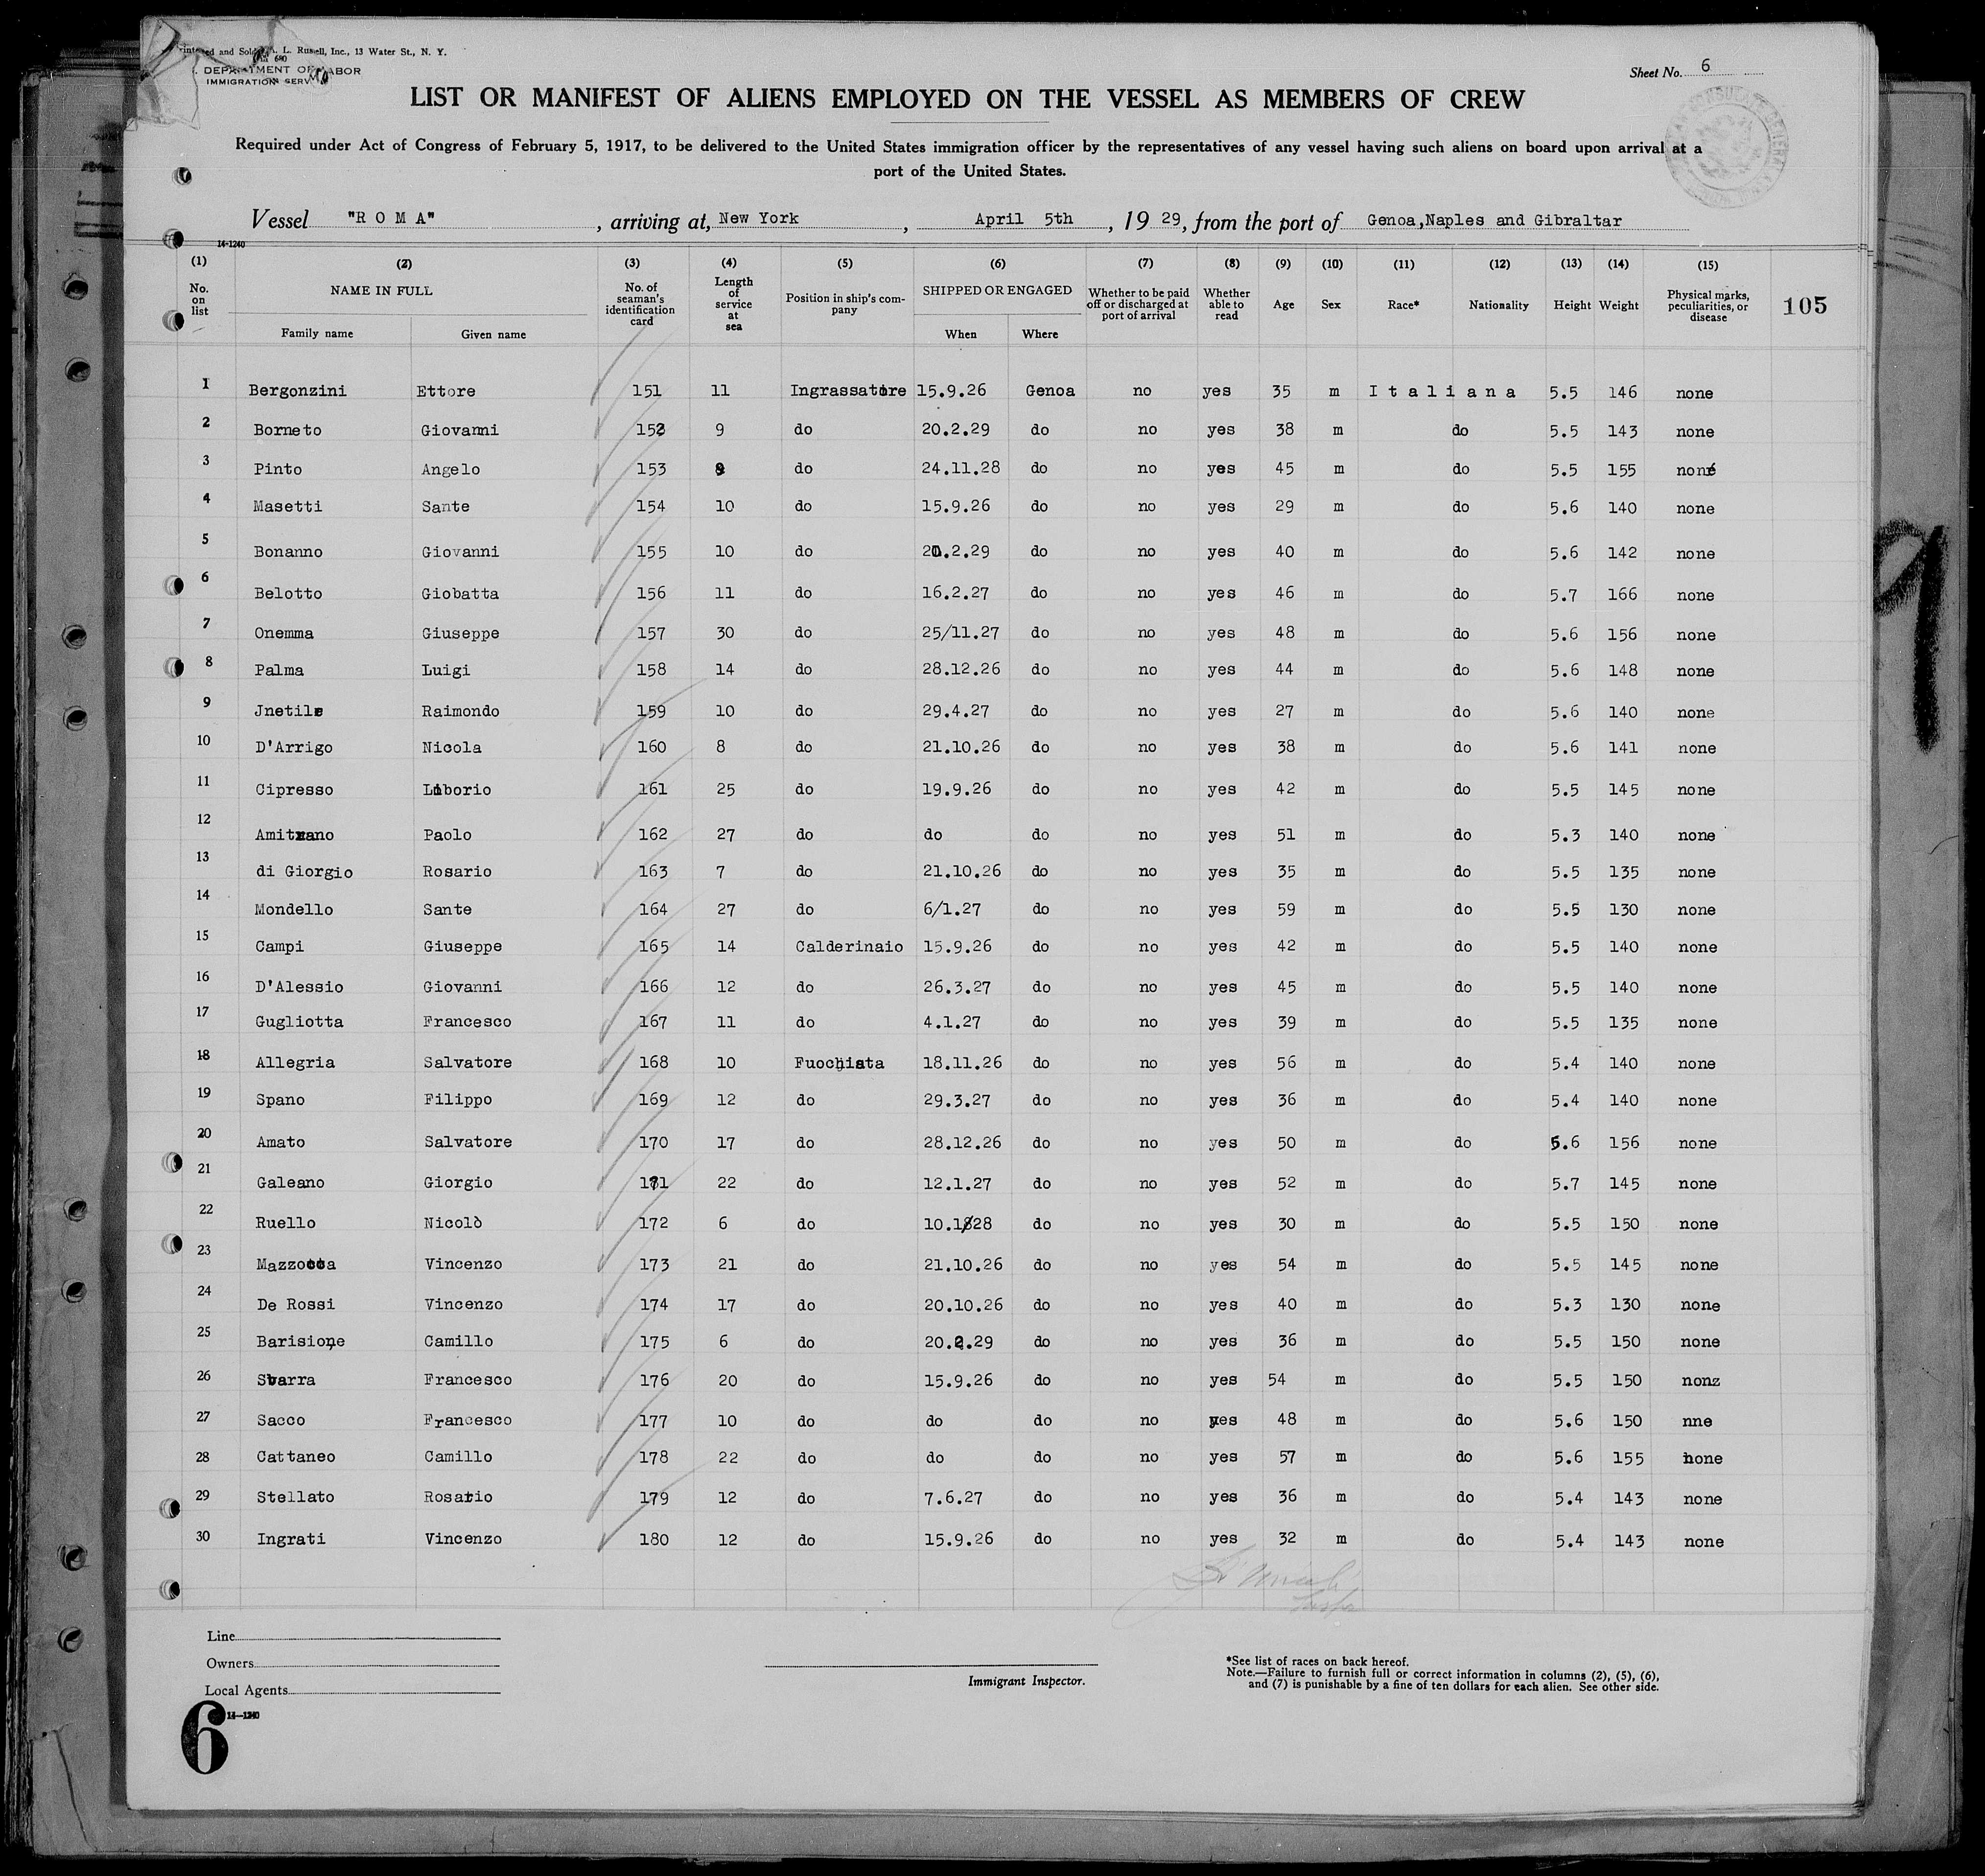 Printed and Sold A. L. Russell, Inc., 13 Water St., N. Y.
DEPARTMENT OF LABOR
IMMIGRATION SERV
Sheet No. 6
LIST OR MANIFEST OF ALIENS EMPLOYED ON THE VESSEL AS MEMBERS OF CREW
Required under Act of Congress of February 5, 1917, to be delivered to the United States immigration officer by the representatives of any vessel having such aliens on board upon arrival at a
port of the United States.
Vessel "R O M A" , arriving at, New York , April 5th , 19 29, from the port of Genoa,Naples and Gibraltar
14-1240
(1) (2) (3) (4) (5) (6) (7) (8) (9) (10) (11) (12) (13) (14) (15)
No. on list NAME IN FULL No. of seaman's identification card Length of service at sea Position in ship's company SHIPPED OR ENGAGED Whether to be paid off or discharged at port of arrival Whether able to read Age Sex Race* Nationality Height Weight Physical marks, peculiarities, or disease 105
Family name Given name When Where
1 Bergonzini Ettore 151 11 Ingrassatore 15.9.26 Genoa no yes 35 m I t a l i a n a 5.5 146 none
2 Borneto Giovanni 152 9 do 20.2.29 do no yes 38 m do 5.5 143 none
3 Pinto Angelo 153 do 24.11.28 do no yes 45 m do 5.5 155 none
4 Masetti Sante 154 10 do 15.9.26 do no yes 29 m do 5.6 140 none
5 Bonanno Giovanni 155 10 do 20.2.29 do no yes 40 m do 5.6 142 none
6 Belotto Giobatta 156 11 do 16.2.27 do no yes 46 m do 5.7 166 none
7 Onemma Giuseppe 157 30 do 25/11.27 do no yes 48 m do 5.6 156 none
8 Palma Luigi 158 14 do 28.12.26 do no yes 44 m do 5.6 148 none
9 Jnetile Raimondo 159 10 do 29.4.27 do no yes 27 m do 5.6 140 none
10 D'Arrigo Nicola 160 8 do 21.10.26 do no yes 38 m do 5.6 141 none
11 Cipresso Liborio 161 25 do 19.9.26 do no yes 42 m do 5.5 145 none
12 Amitrano Paolo 162 27 do do do no yes 51 m do 5.3 140 none
13 di Giorgio Rosario 163 7 do 21.10.26 do no yes 35 m do 5.5 135 none
14 Mondello Sante 164 27 do 6/1.27 do no yes 59 m do 5.5 130 none
15 Campi Giuseppe 165 14 Calderinaio 15.9.26 do no yes 42 m do 5.5 140 none
16 D'Alessio Giovanni 166 12 do 26.3.27 do no yes 45 m do 5.5 140 none
17 Gugliotta Francesco 167 11 do 4.1.27 do no yes 39 m do 5.5 135 none
18 Allegria Salvatore 168 10 Fuochista 18.11.26 do no yes 56 m do 5.4 140 none
19 Spano Filippo 169 12 do 29.3.27 do no yes 36 m do 5.4 140 none
20 Amato Salvatore 170 17 do 28.12.26 do no yes 50 m do 5.6 156 none
21 Galeano Giorgio 171 22 do 12.1.27 do no yes 52 m do 5.7 145 none
22 Ruello Nicolò 172 6 do do no yes 30 m do 5.5 150 none
23 Mazzotta Vincenzo 173 21 do 21.10.26 do no yes 54 m do 5.5 145 none
24 De Rossi Vincenzo 174 17 do 20.10.26 do no yes 40 m do 5.3 130 none
25 Barisione Camillo 175 6 do 20.2.29 do no yes 36 m do 5.5 150 none
26 Sbarra Francesco 176 20 do 15.9.26 do no yes 54 m do 5.5 150 nonz
27 Sacco Francesco 177 10 do do do no yes 48 m do 5.6 150 nne
28 Cattaneo Camillo 178 22 do do do no yes 57 m do 5.6 155 none
29 Stellato Rosario 179 12 do 7.6.27 do no yes 36 m do 5.4 143 none
30 Ingrati Vincenzo 180 12 do 15.9.26 do no yes 32 m do 5.4 143 none
Line
Owners
Local Agents
Immigrant Inspector.
*See list of races on back hereof.
Note.—Failure to furnish full or correct information in columns (2), (5), (6),
and (7) is punishable by a fine of ten dollars for each alien. See other side.
6
14—1240